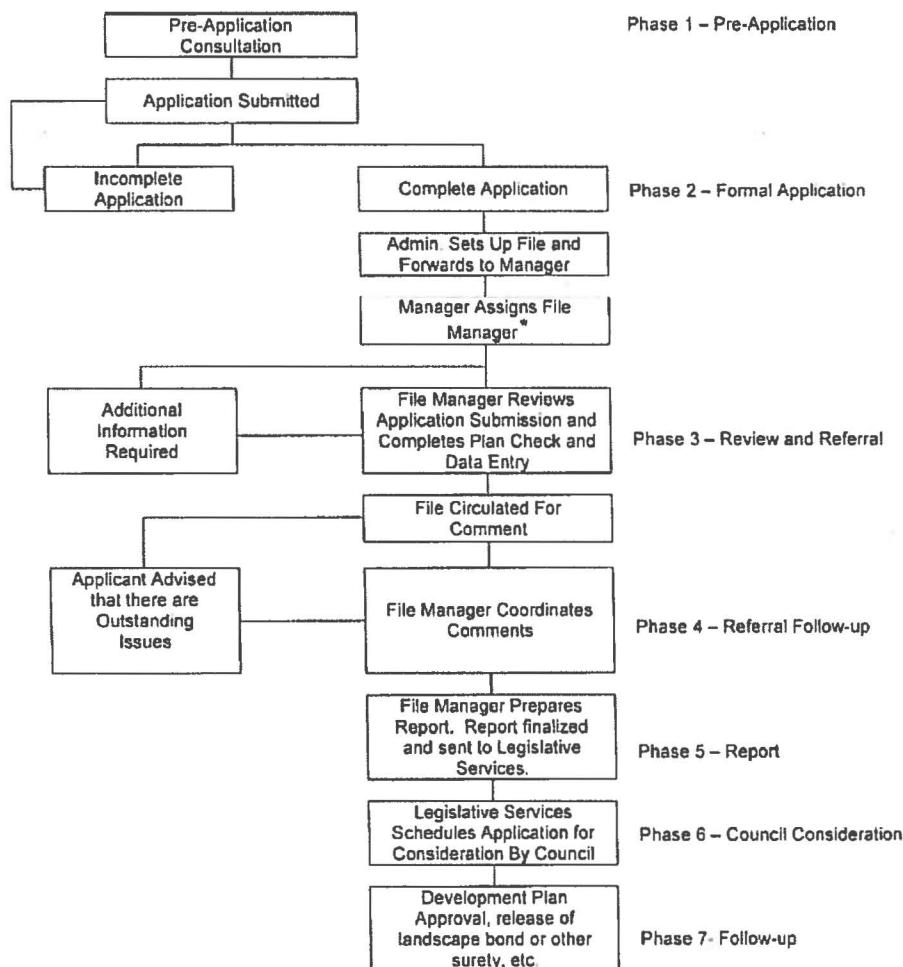 Pre-Application
Consultation
Phase 1 – Pre-Application
Application Submitted
Incomplete
Application
Complete Application
Phase 2 – Formal Application
Admin. Sets Up File and
Forwards to Manager
Manager Assigns File
Manager*
Additional
Information
Required
File Manager Reviews
Application Submission and
Completes Plan Check and
Data Entry
Phase 3 – Review and Referral
File Circulated For
Comment
Applicant Advised
that there are
Outstanding
Issues
File Manager Coordinates
Comments
Phase 4 – Referral Follow-up
File Manager Prepares
Report. Report finalized
and sent to Legislative
Services.
Phase 5 – Report
Legislative Services
Schedules Application for
Consideration By Council
Phase 6 – Council Consideration
Development Plan
Approval, release of
landscape bond or other
surety, etc.
Phase 7- Follow-up